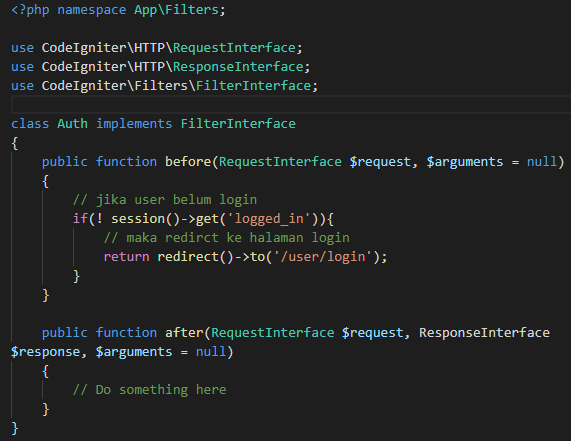 <?php namespace App\Filters;
use CodeIgniter\HTTP\RequestInterface;
use CodeIgniter\HTTP\ResponseInterface;
use CodeIgniter\Filters\FilterInterface;
class Auth implements FilterInterface
{
public function before(RequestInterface $request, $arguments = null)
{
// jika user belum login
if(! session()->get('logged_in')){
// maka redirct ke halaman login
return redirect()->to('/user/login');
}
}
public function after(RequestInterface $request, ResponseInterface
$response, $arguments = null)
{
// Do something here
}
}